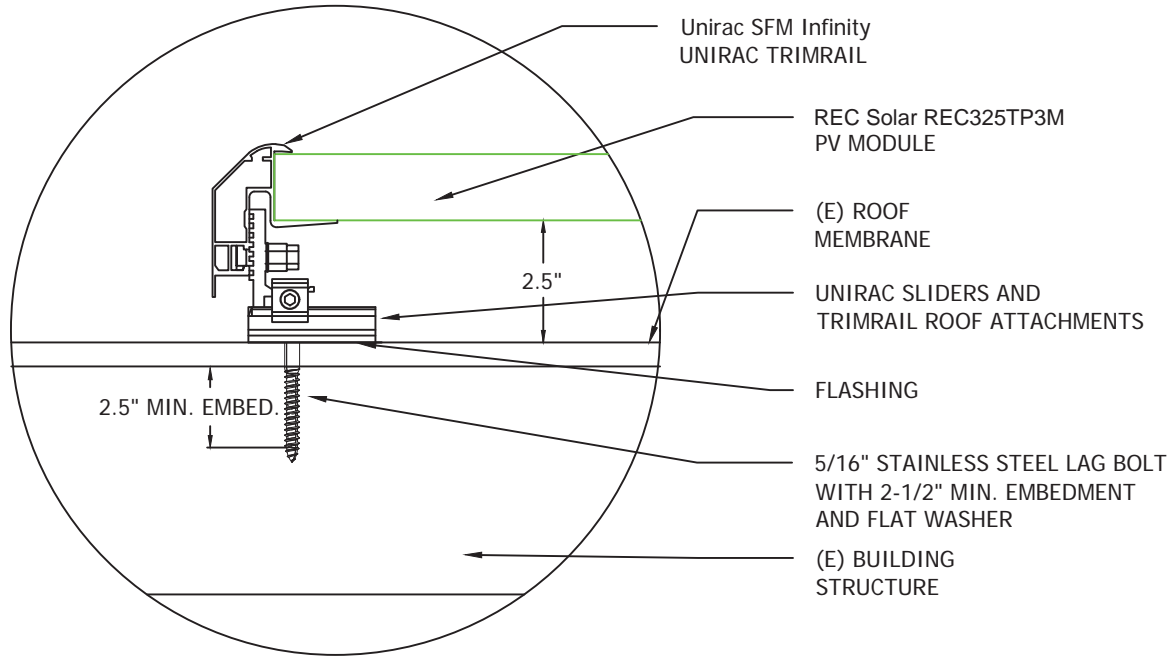 Unirac SFM Infinity
UNIRAC TRIMRAIL
REC Solar REC325TP3M
PV MODULE
(E) ROOF
MEMBRANE
2.5"
UNIRAC SLIDERS AND
TRIMRAIL ROOF ATTACHMENTS
FLASHING
2.5" MIN. EMBED.
5/16" STAINLESS STEEL LAG BOLT
WITH 2-1/2" MIN. EMBEDMENT
AND FLAT WASHER
(E) BUILDING
STRUCTURE